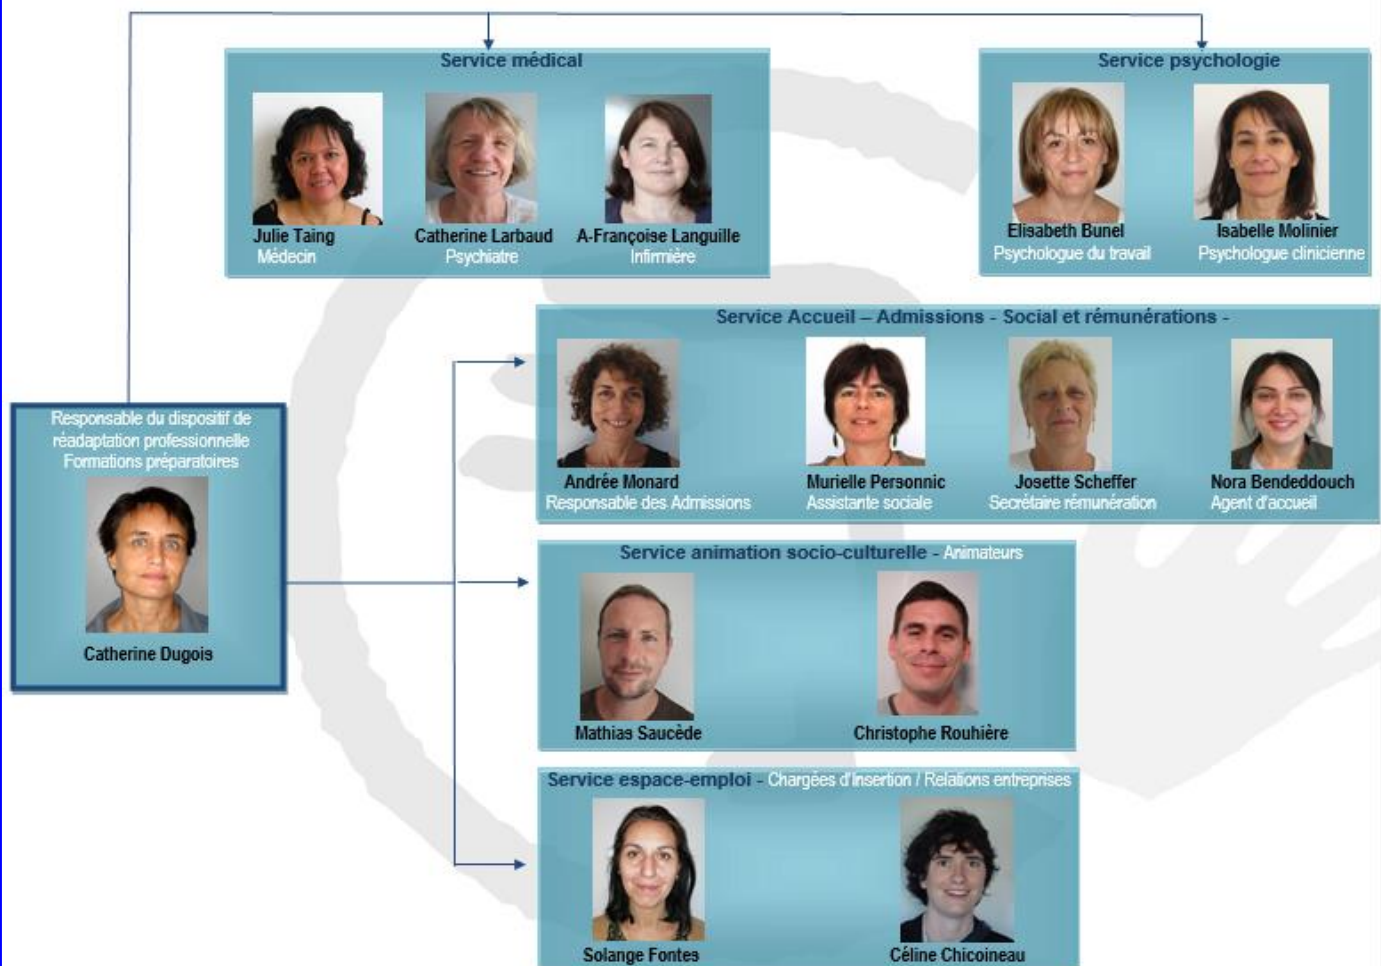 Service médical
Julie Taing
Médecin
Catherine Larbaud
Psychiatre
A-Françoise Languille
Infirmière
Service psychologie
Elisabeth Bunel
Psychologue du travail
Isabelle Molinier
Psychologue clinicienne
Responsable du dispositif de
réadaptation professionnelle
Formations préparatoires
Catherine Dugois
Service Accueil – Admissions - Social et rémunérations -
Andrée Monard
Responsable des Admissions
Murielle Personnic
Assistante sociale
Josette Scheffer
Secrétaire rémunération
Nora Bendeddouch
Agent d'accueil
Service animation socio-culturelle - Animateurs
Mathias Saucède
Christophe Rouhière
Service espace-emploi - Chargées d'Insertion / Relations entreprises
Solange Fontes
Céline Chicoineau